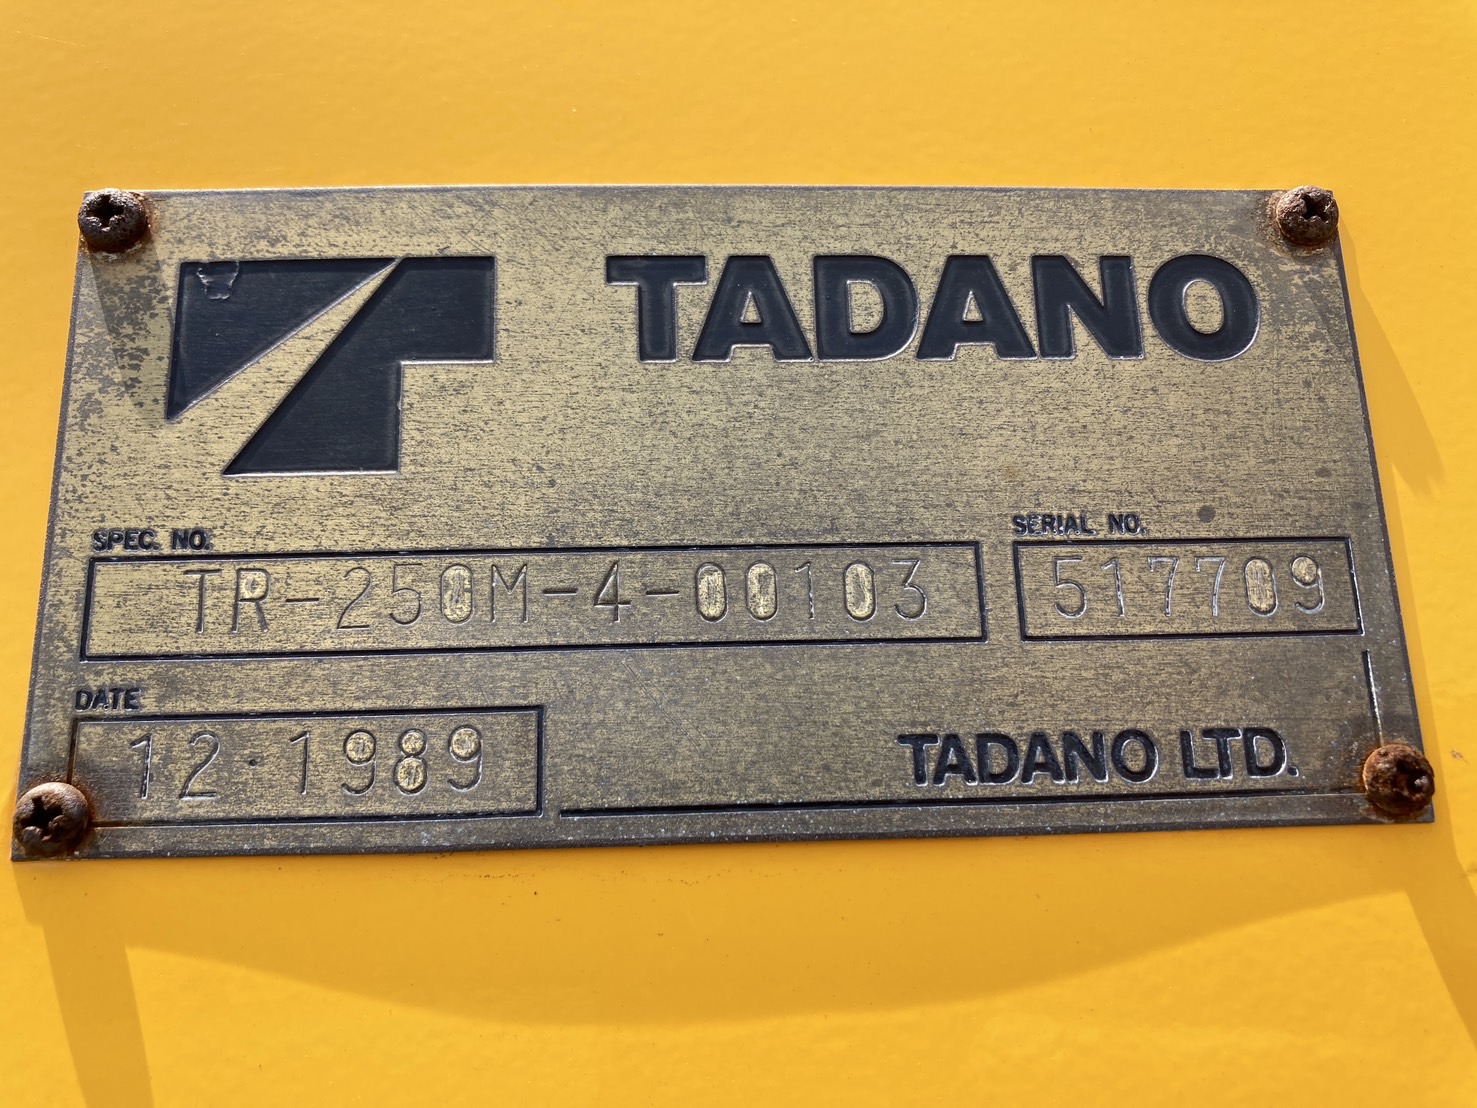 TADANO
SPEC. NO.
TR-250M-4-00103
SERIAL NO.
517709
DATE
12·1989
TADANO LTD.